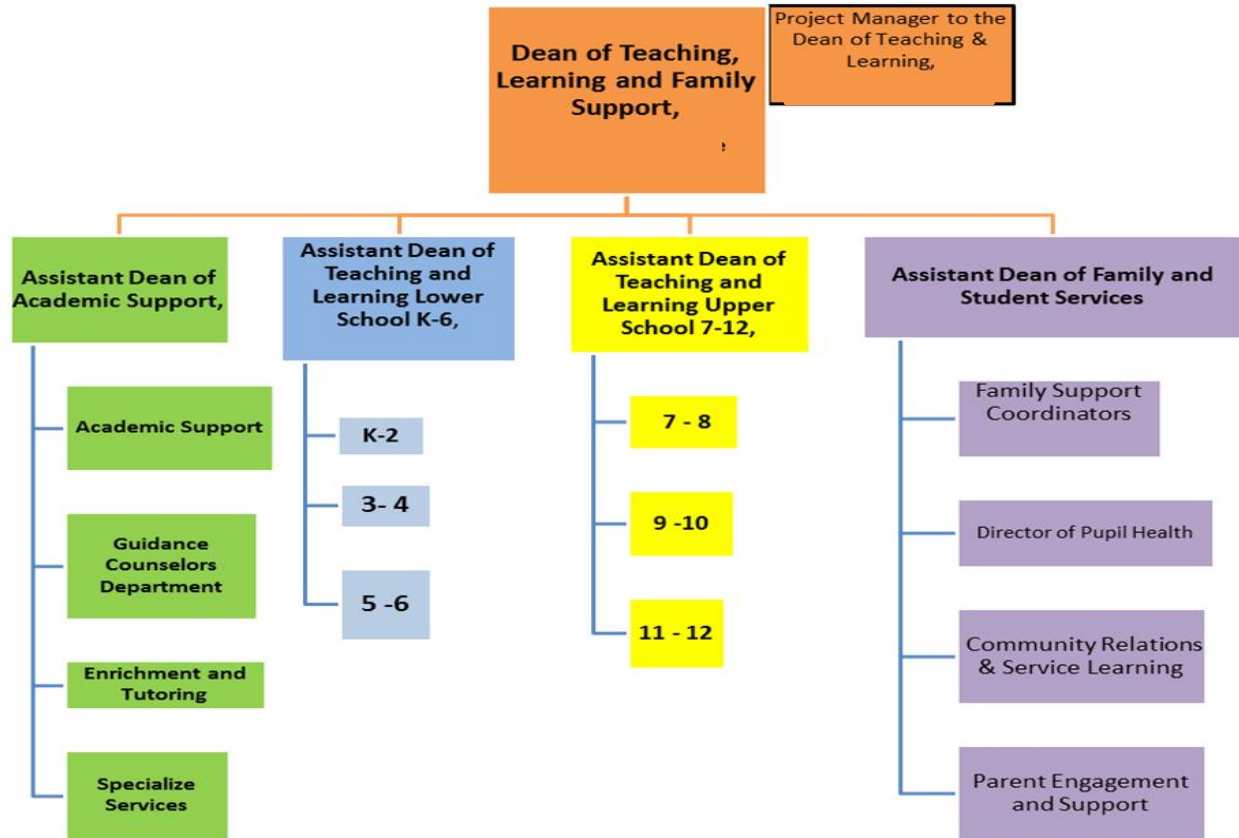 Dean of Teaching,
Learning and Family
Support,
Project Manager to the
Dean of Teaching &
Learning,
Assistant Dean of
Academic Support,
Academic Support
Guidance
Counselors
Department
Enrichment and
Tutoring
Specialize
Services
Assistant Dean of
Teaching and
Learning Lower
School K-6,
K-2
3- 4
5 -6
Assistant Dean of
Teaching and
Learning Upper
School 7-12,
7 - 8
9 -10
11 - 12
Assistant Dean of Family and
Student Services
Family Support
Coordinators
Director of Pupil Health
Community Relations
& Service Learning
Parent Engagement
and Support